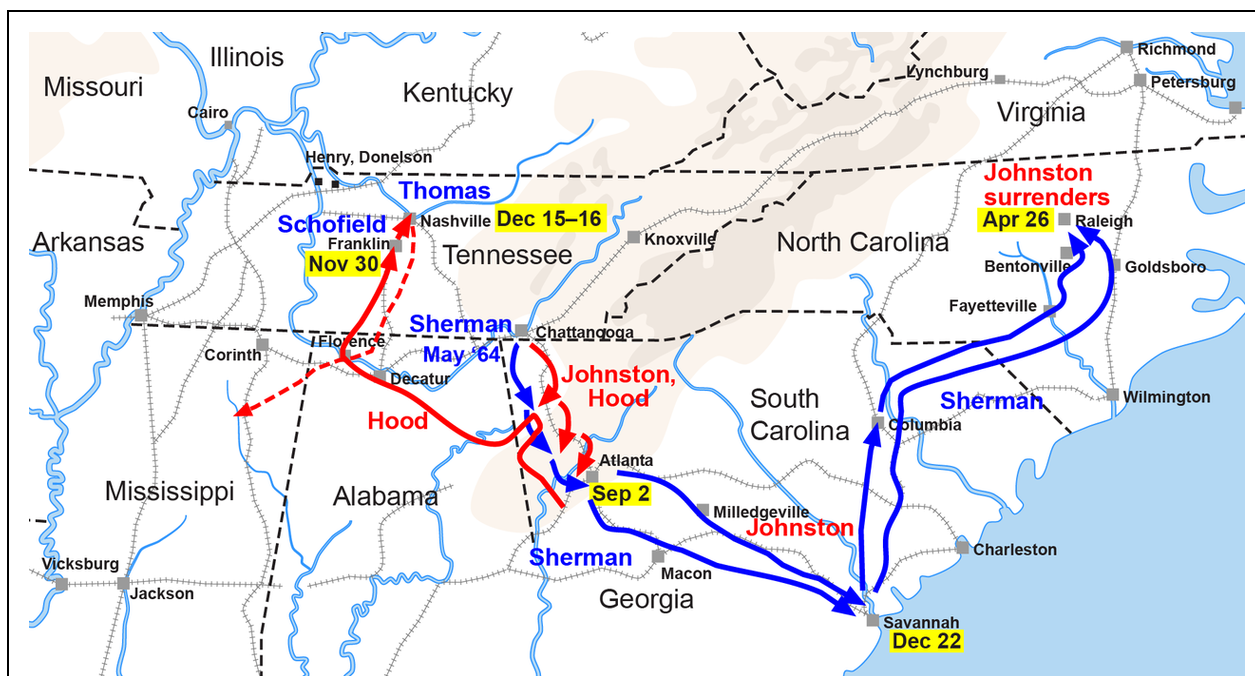 Illinois
Richmond
Missouri
Lynchburg
Petersburg
Kentucky
Cairo
Virginia
Henry, Donelson
Johnston
surrenders
Thomas
Apr 26
Raleigh
Schofield
Nashville
Dec 15–16
Arkansas
Franklin
Knoxville
North Carolina
Nov 30
Tennessee
Bentonville
Goldsboro
Memphis
Fayetteville
Sherman
May ‘64
Chattanooga
Florence
Corinth
Decatur
Johnston,
Hood
South
Carolina
Sherman
Wilmington
Hood
Columbia
Atlanta
Mississippi
Alabama
Sep 2
Milledgeville
Johnston
Sherman
Charleston
Vicksburg
Macon
Jackson
Georgia
Savannah
Dec 22